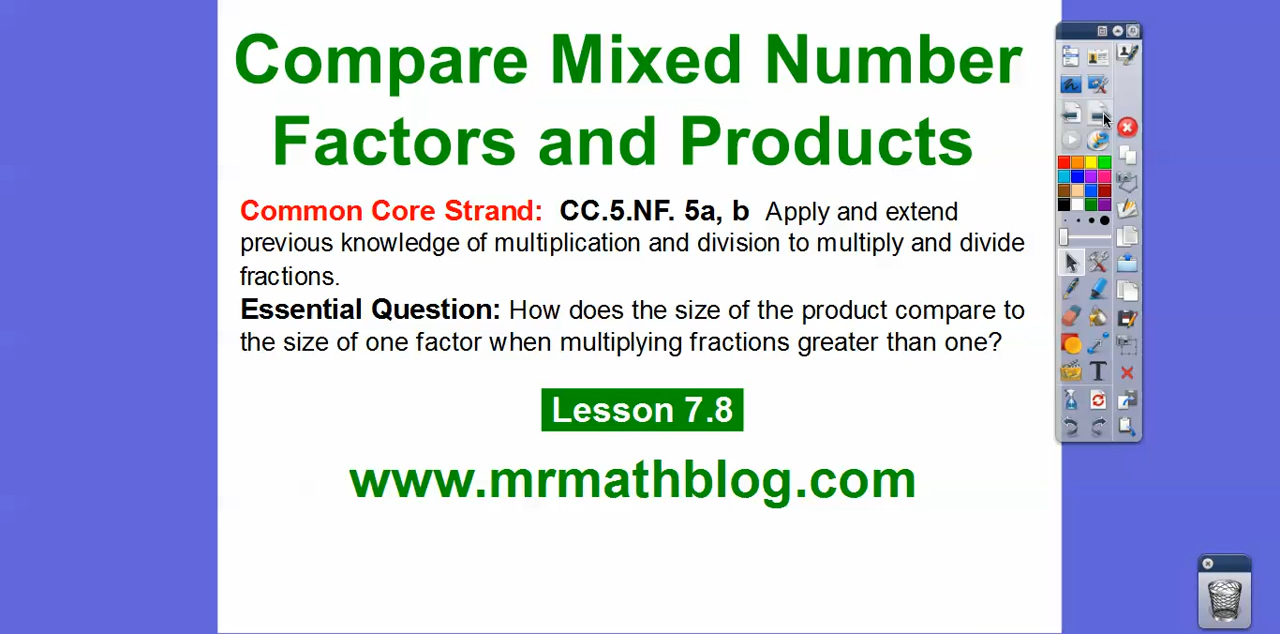 Compare Mixed Number
Factors and Products
Common Core Strand: CC.5.NF. 5a, b Apply and extend
previous knowledge of multiplication and division to multiply and divide
fractions.
Essential Question: How does the size of the product compare to
the size of one factor when multiplying fractions greater than one?
Lesson 7.8
www.mrmathblog.com
T